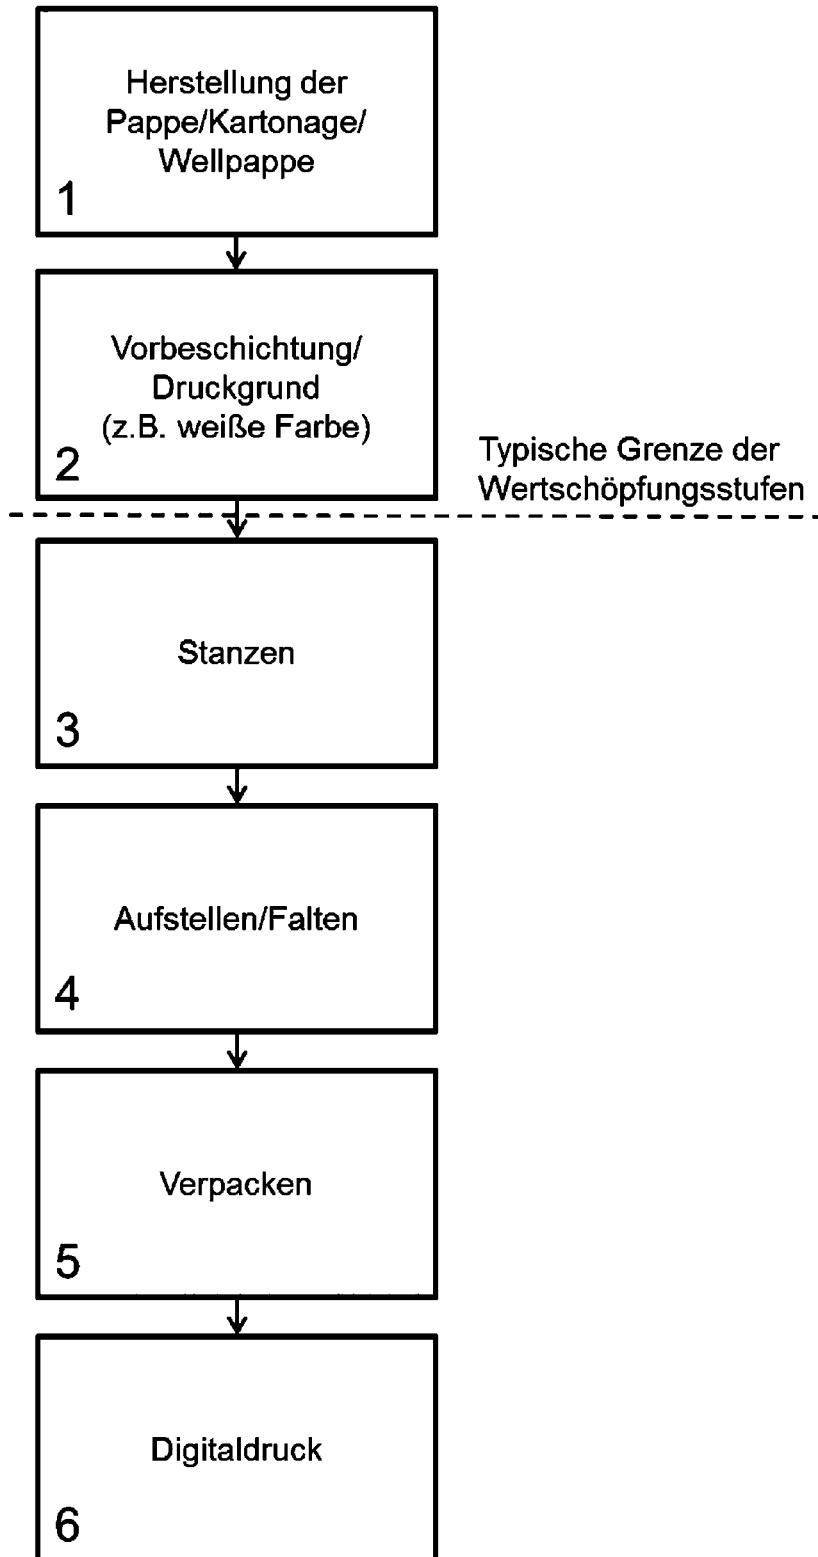 Herstellung der
Pappe/Kartonage/
Wellpappe
1
Vorbeschichtung/
Druckgrund
(z.B. weiße Farbe)
2
Typische Grenze der
Wertschöpfungsstufen
Stanzen
3
Aufstellen/Falten
4
Verpacken
5
Digitaldruck
6